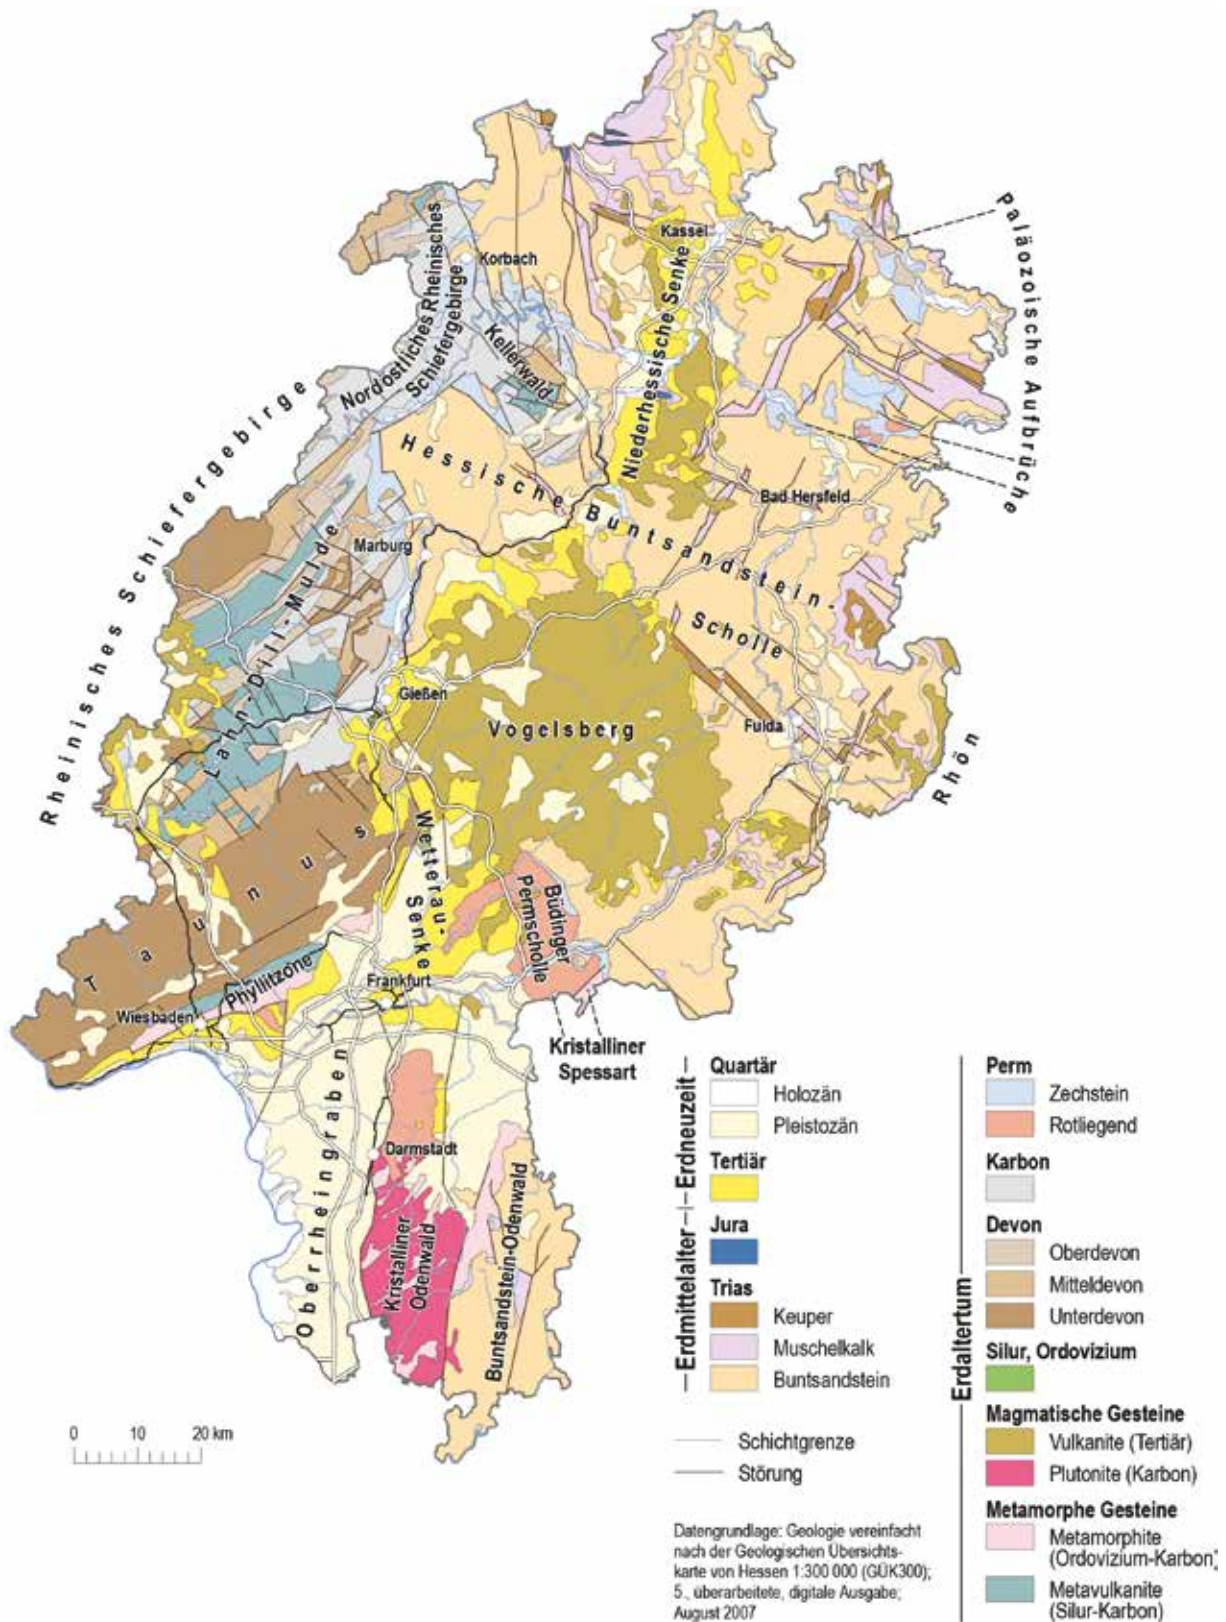 Kassel
Korbach
Nordöstliches Rheinisches
Schiefergebirge
Kellerwald
Niederhessische Senke
Paläozoische Aufbrüche
Rheinisches Schiefergebirge
Hessische Buntsandstein-
Scholle
Bad Hersfeld
Marburg
Lahn-Dill-Mulde
Gießen
Vogelsberg
Fulda
Rhön
Taunus
Wetterau-
Senke
Büdinger
Permscholle
Phyllitzone
Frankfurt
Wiesbaden
Kristalliner
Spessart
Oberrheingraben
Darmstadt
Kristalliner
Odenwald
Buntsandstein-Odenwald
0 10 20 km
Erdneuzeit
Quartär
Holozän
Pleistozän
Tertiär
Erdmittelalter
Jura
Trias
Keuper
Muschelkalk
Buntsandstein
Schichtgrenze
Störung
Datengrundlage: Geologie vereinfacht
nach der Geologischen Übersichts-
karte von Hessen 1:300 000 (GÜK300);
5., überarbeitete, digitale Ausgabe;
August 2007
Erdaltertum
Perm
Zechstein
Rotliegend
Karbon
Devon
Oberdevon
Mitteldevon
Unterdevon
Silur, Ordovizium
Magmatische Gesteine
Vulkanite (Tertiär)
Plutonite (Karbon)
Metamorphe Gesteine
Metamorphite
(Ordovizium-Karbon)
Metavulkanite
(Silur-Karbon)